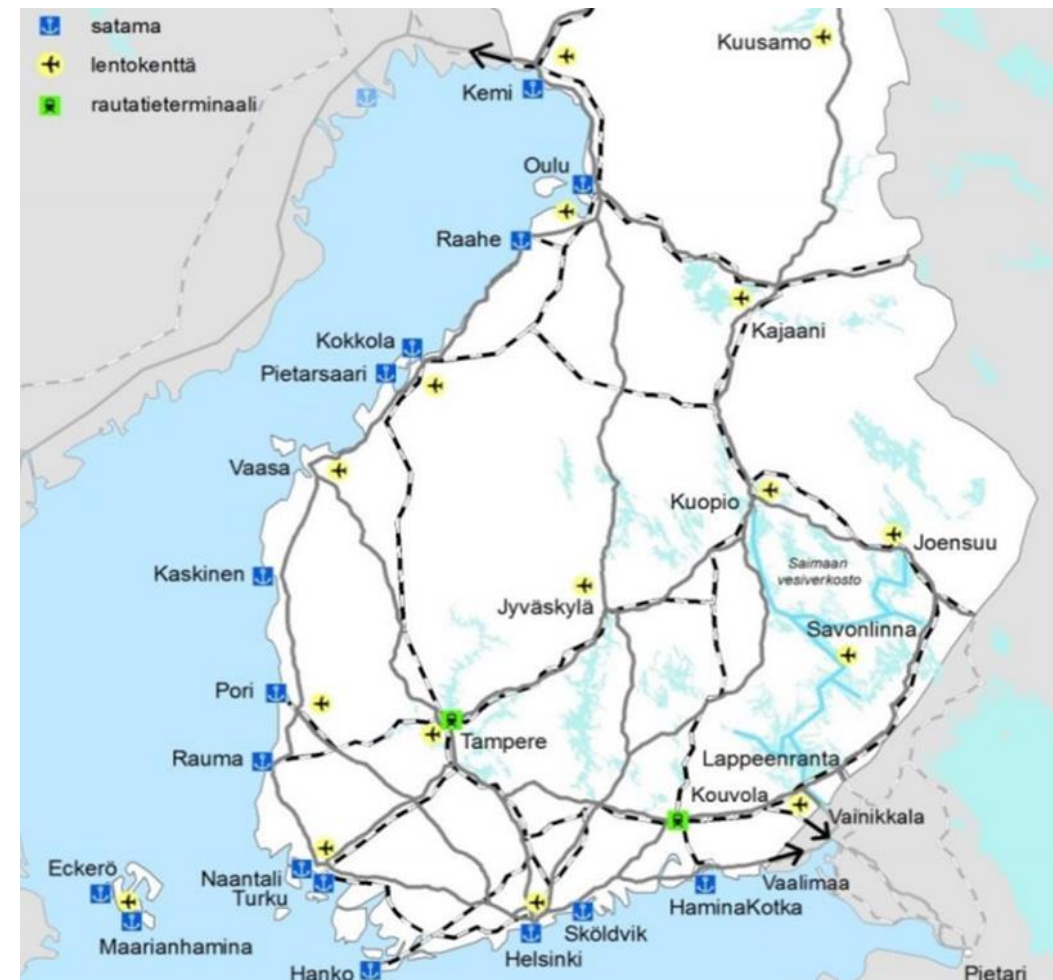 satama
lentokenttä
rautatieterminaali
Kuusamo
Kemi
Oulu
Raahe
Kajaani
Kokkola
Pietarsaari
Vaasa
Kuopio
Joensuu
Saimaan
vesiverkosto
Kaskinen
Jyväskylä
Savonlinna
Pori
Tampere
Rauma
Lappeenranta
Kouvola
Vainikkala
Eckerö
Naantali
Turku
Vaalimaa
HaminaKotka
Maarianhamina
Sköldvik
Helsinki
Hanko
Pietari